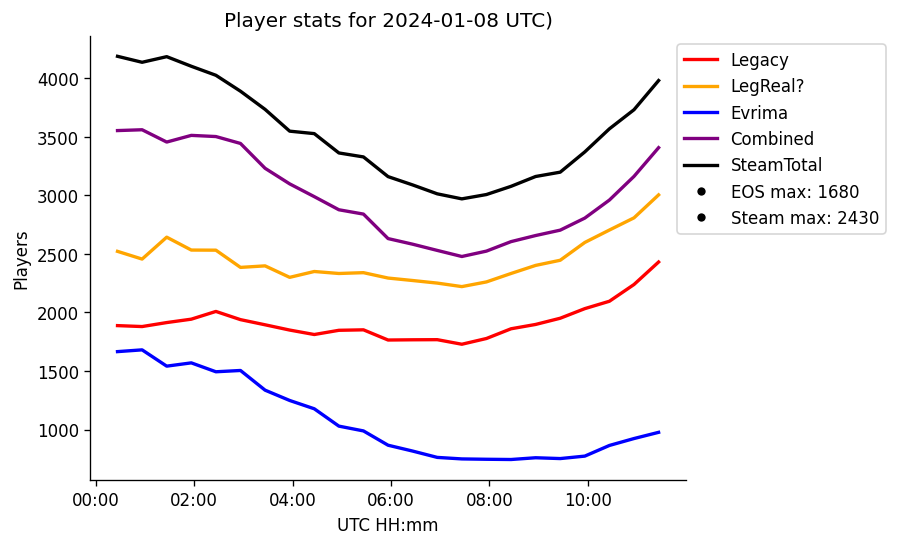 Player stats for 2024-01-08 UTC)
Legacy
LegReal?
Evrima
Combined
SteamTotal
EOS max: 1680
Steam max: 2430
Players
4000
3500
3000
2500
2000
1500
1000
00:00 02:00 04:00 06:00 08:00 10:00
UTC HH:mm